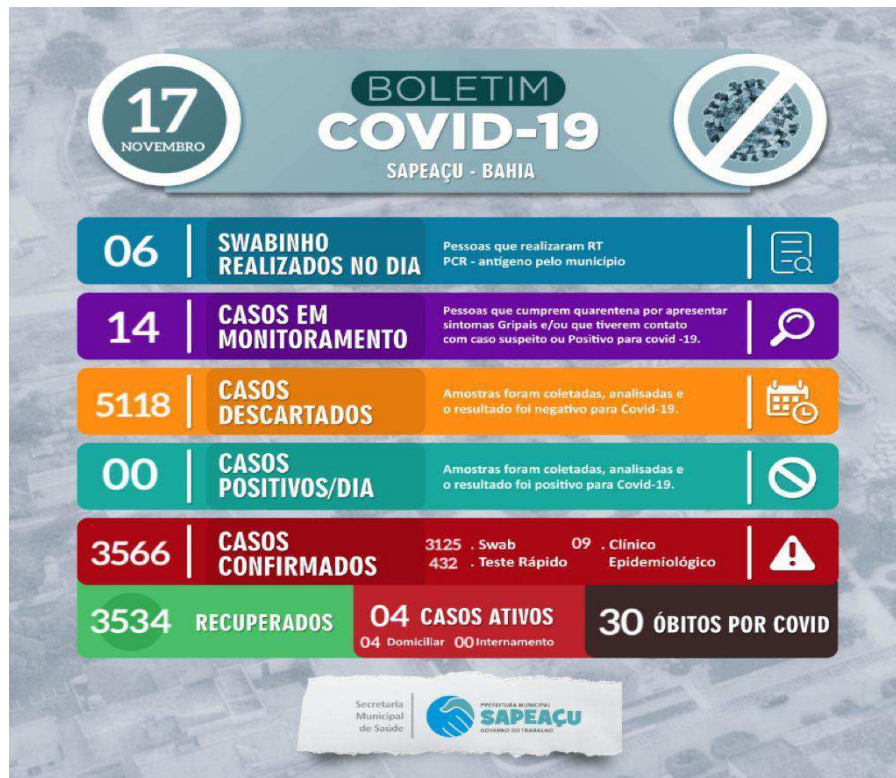 17
NOVEMBRO
BOLETIM
COVID-19
SAPEAÇU - BAHIA
06
SWABINHO
REALIZADOS NO DIA
Pessoas que realizaram RT
PCR - antígeno pelo município
14
CASOS EM
MONITORAMENTO
Pessoas que cumprem quarentena por apresentar
sintomas Gripais e/ou que tiverem contato
com caso suspeito ou Positivo para covid -19.
5118
CASOS
DESCARTADOS
Amostras foram coletadas, analisadas e
o resultado foi negativo para Covid-19.
00
CASOS
POSITIVOS/DIA
Amostras foram coletadas, analisadas e
o resultado foi positivo para Covid-19.
3566
CASOS
CONFIRMADOS
3125 . Swab
432 . Teste Rápido
09 . Clínico
Epidemiológico
3534 RECUPERADOS
04 CASOS ATIVOS
04 Domiciliar 00 Internamento
30 ÓBITOS POR COVID
Secretaria
Municipal
de Saúde
PREFEITURA MUNICIPAL
SAPEAÇU
GOVERNO DO TRABALHO